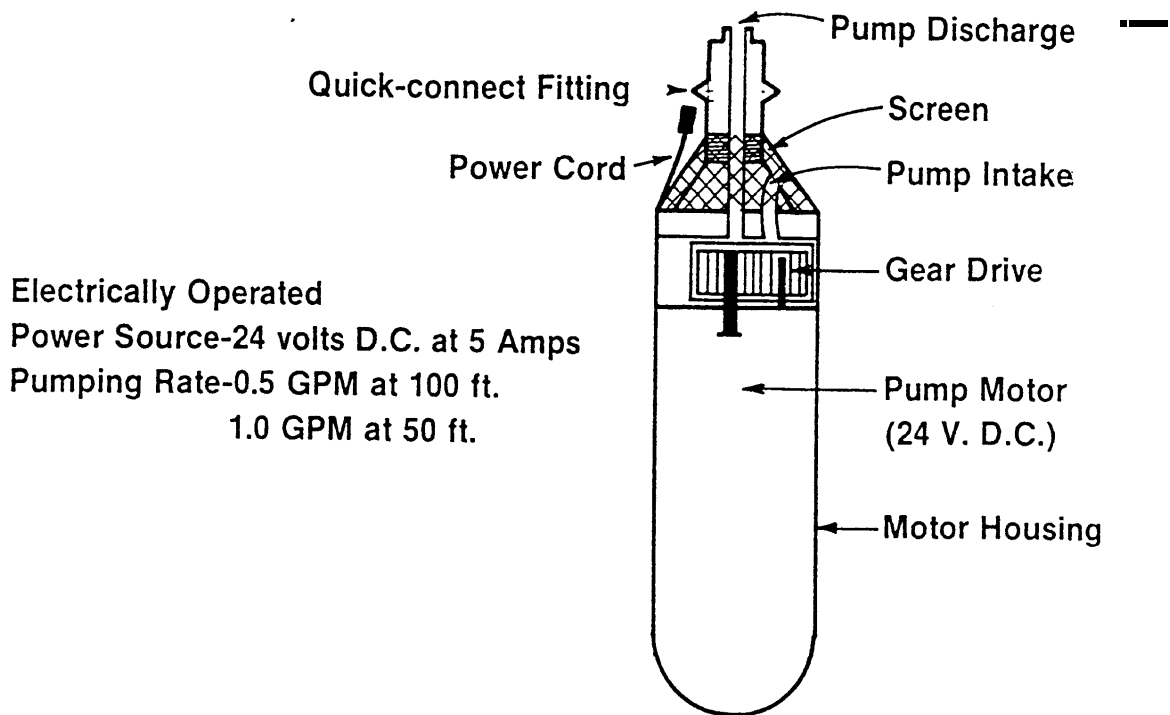 Pump Discharge
Quick-connect Fitting
Screen
Power Cord
Pump Intake
Gear Drive
Electrically Operated
Power Source-24 volts D.C. at 5 Amps
Pumping Rate-0.5 GPM at 100 ft.
1.0 GPM at 50 ft.
Pump Motor
(24 V. D.C.)
Motor Housing